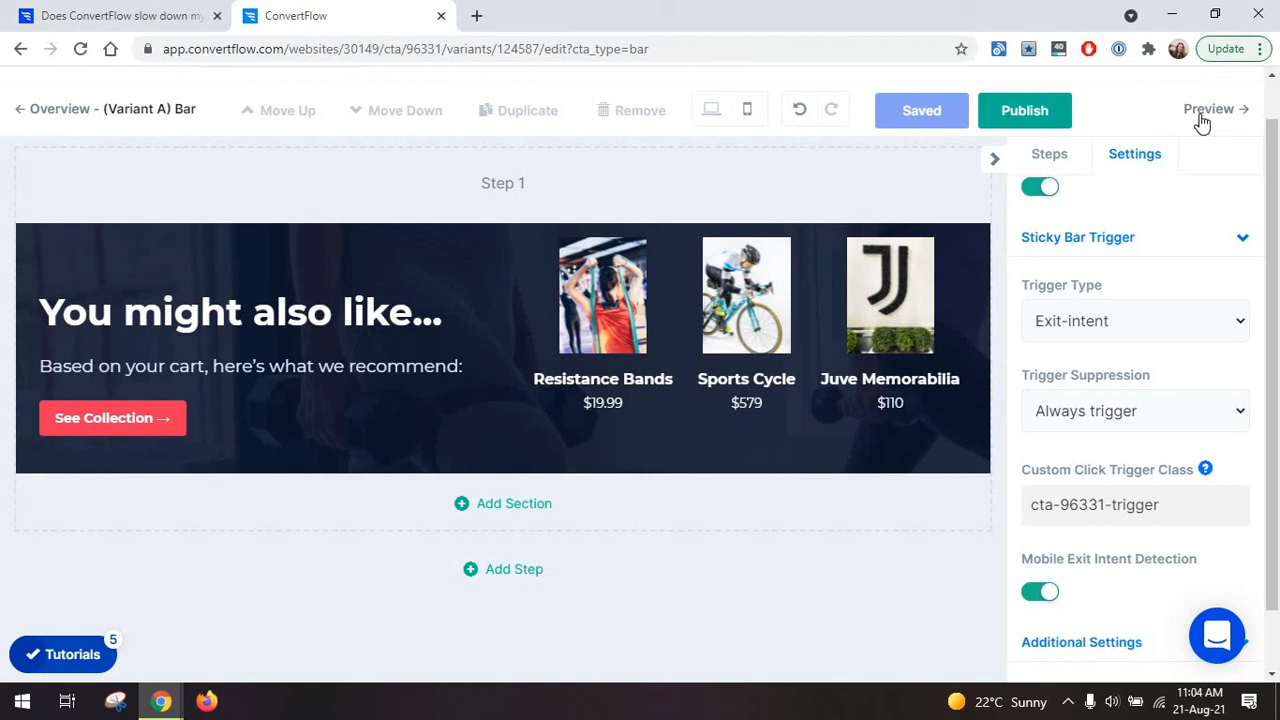 Does ConvertFlow slow down my
ConvertFlow
app.convertflow.com/websites/30149/cta/96331/variants/124587/edit?cta_type=bar
40
Update
← Overview - (Variant A) Bar
Move Up
Move Down
Duplicate
Remove
Saved
Publish
Preview →
Steps
Settings
Step 1
Sticky Bar Trigger
Trigger Type
Exit-intent
Trigger Suppression
Always trigger
Custom Click Trigger Class ?
cta-96331-trigger
Mobile Exit Intent Detection
Additional Settings
You might also like...
Based on your cart, here’s what we recommend:
See Collection →
Resistance Bands
$19.99
Sports Cycle
$579
Juve Memorabilia
$110
Add Section
Add Step
Tutorials
5
22°C Sunny
11:04 AM
21-Aug-21